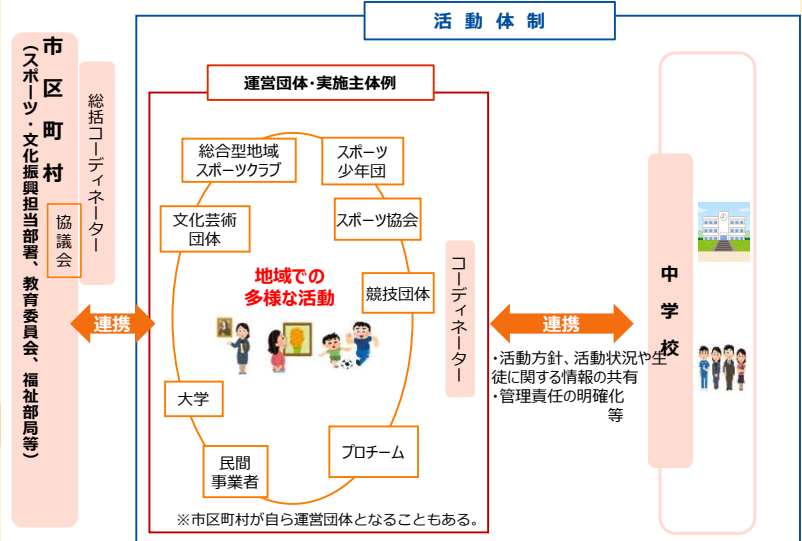 活動体制
市区町村
（スポーツ・文化振興担当部署、教育委員会、福祉部局等）
総括コーディネーター
協議会
連携
運営団体・実施主体例
総合型地域
スポーツクラブ
スポーツ
少年団
文化芸術
団体
スポーツ協会
競技団体
地域での
多様な活動
大学
民間
事業者
プロチーム
コーディネーター
※市区町村が自ら運営団体となることもある。
連携
・活動方針、活動状況や生
徒に関する情報の共有
・管理責任の明確化
等
中学校